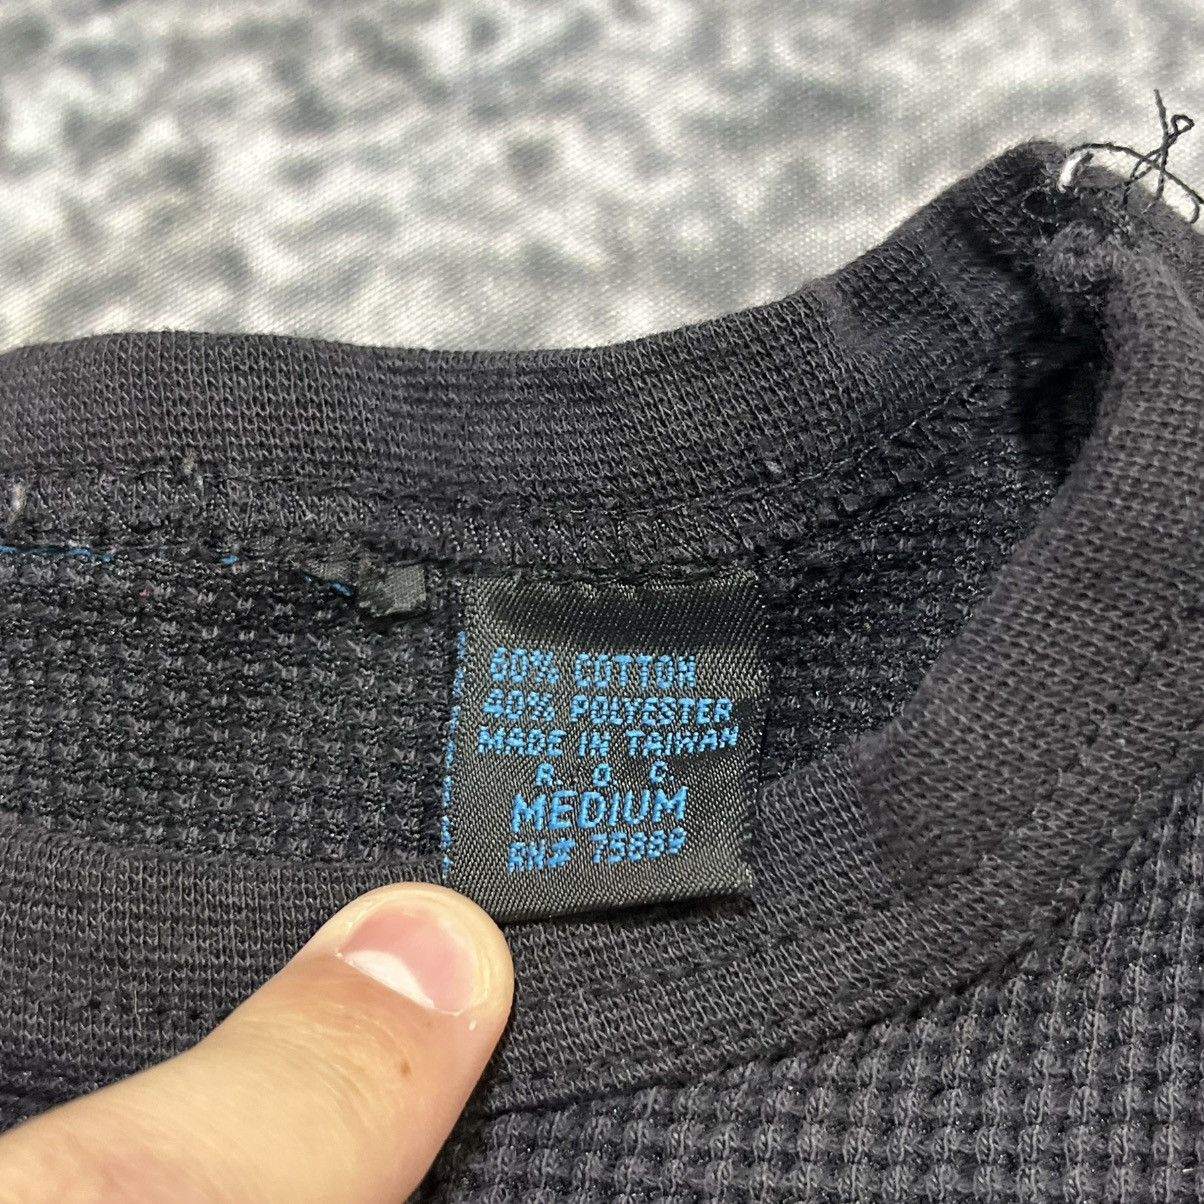 60% COTTON
40% POLYESTER
MADE IN TAIWAN
R. O. C.
MEDIUM
RN# 75889